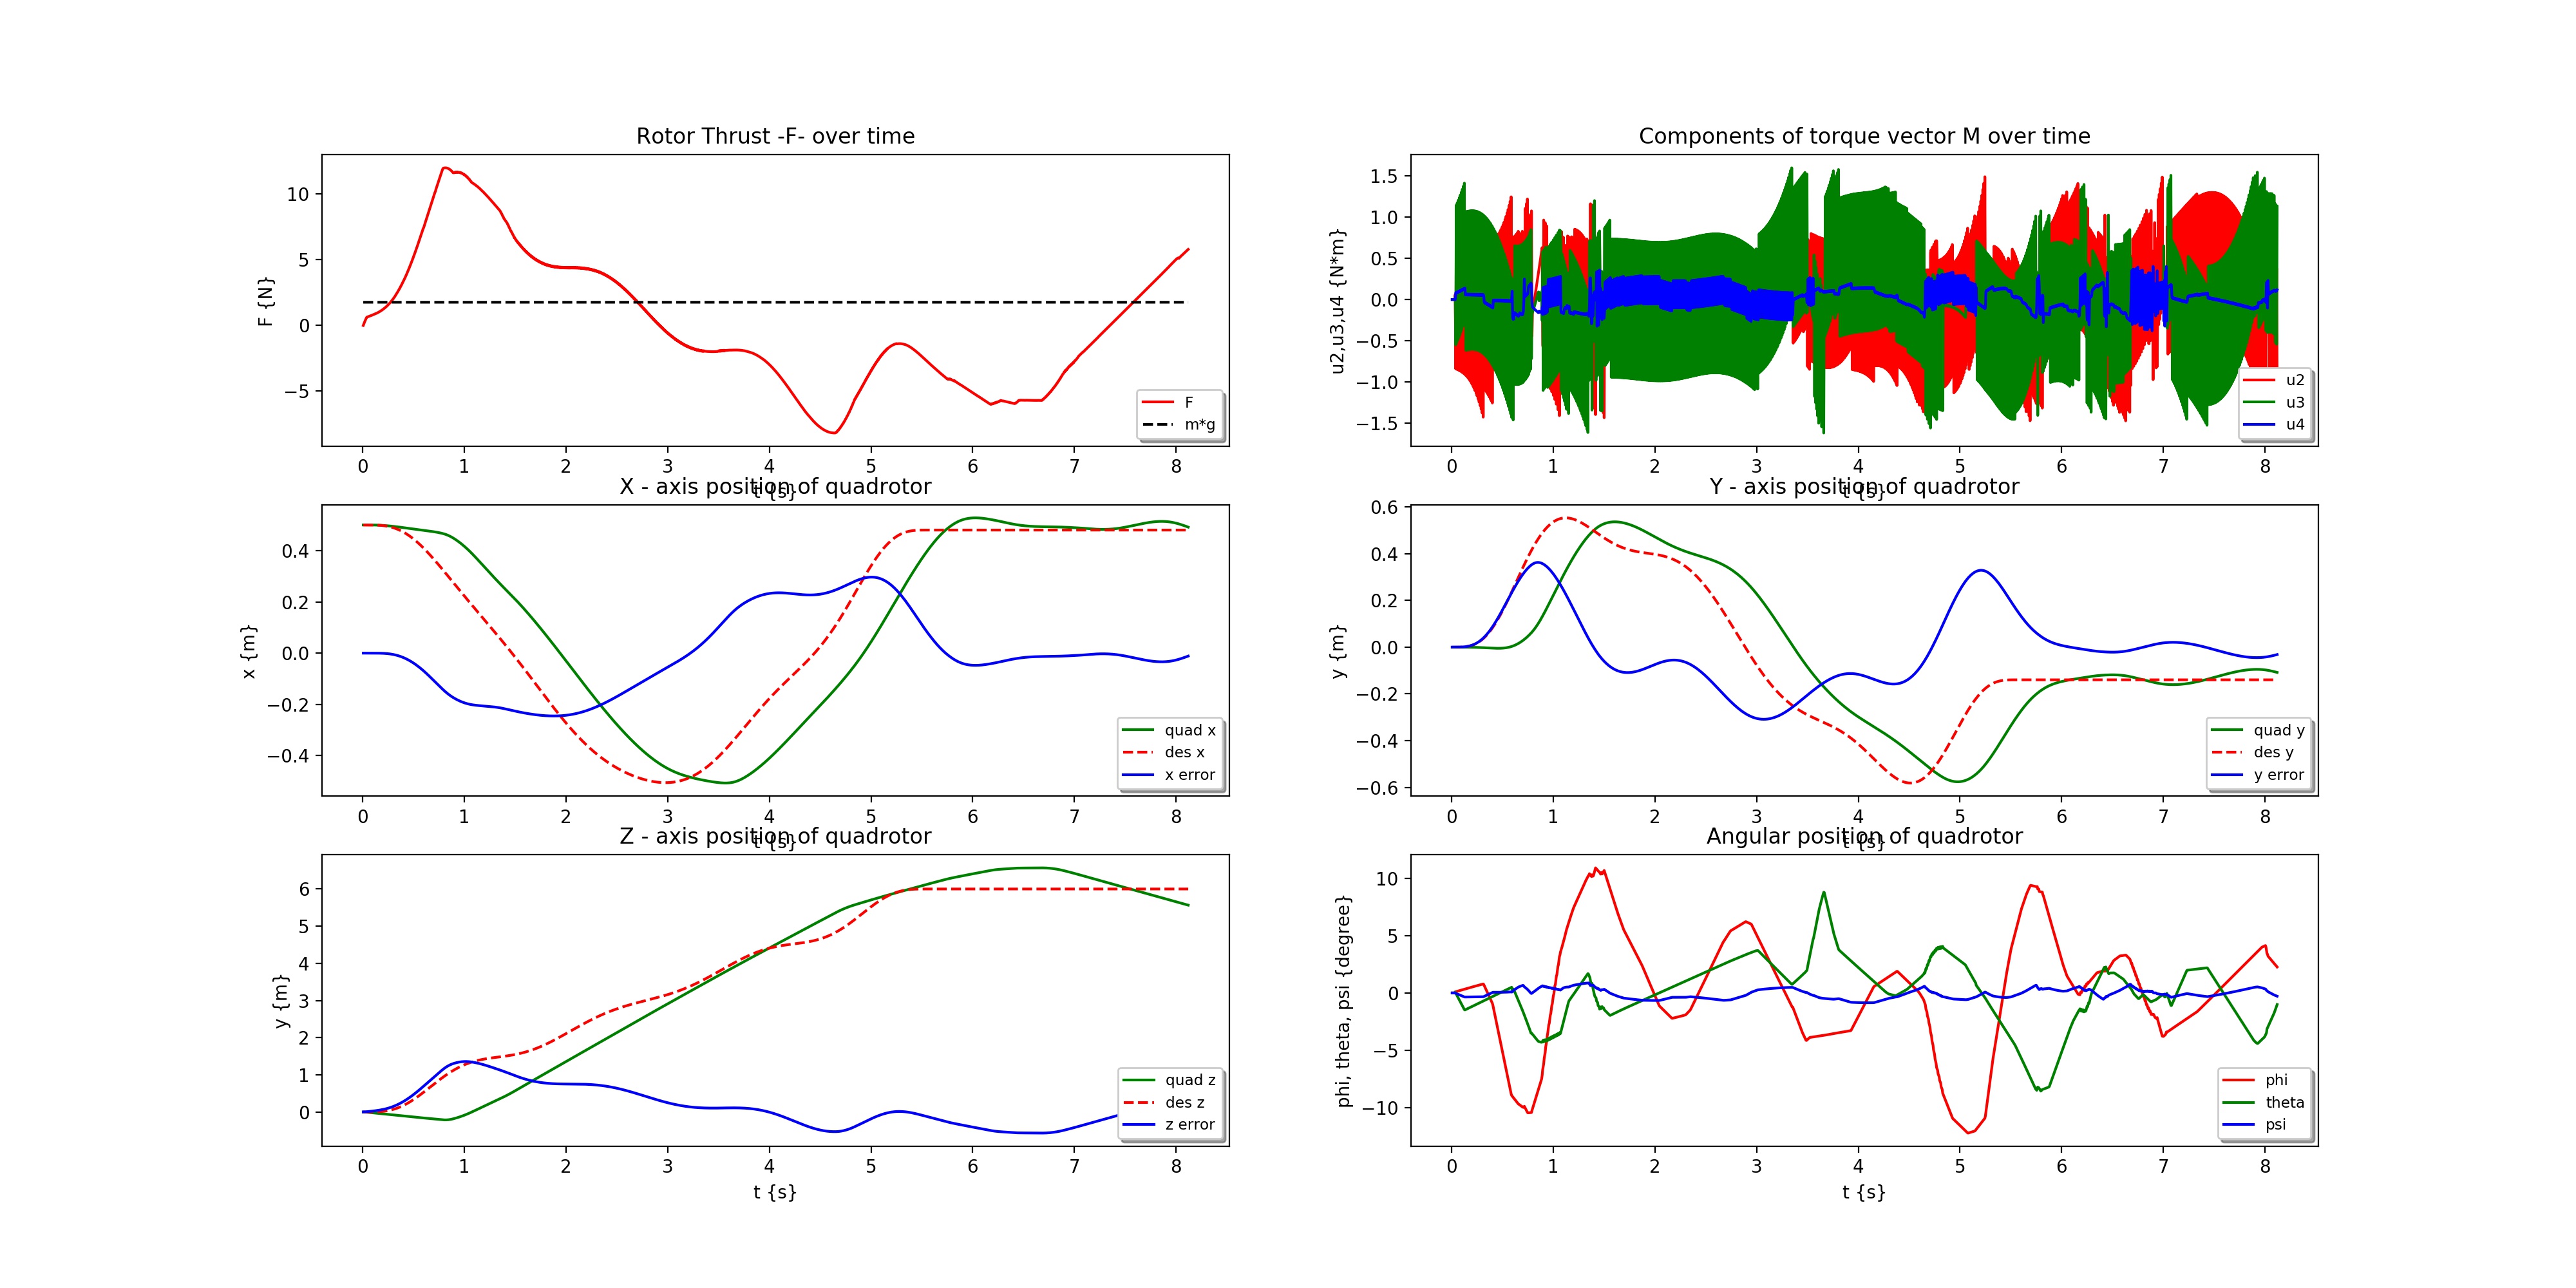 Rotor Thrust -F- over time
F {N}
10
5
0
−5
0 1 2 3 4 5 6 7 8
t {s}
F
m*g
Components of torque vector M over time
u2,u3,u4 {N*m}
1.5
1.0
0.5
0.0
−0.5
−1.0
−1.5
0 1 2 3 4 5 6 7 8
t {s}
u2
u3
u4
X - axis position of quadrotor
x {m}
0.4
0.2
0.0
−0.2
−0.4
0 1 2 3 4 5 6 7 8
t {s}
quad x
des x
x error
Y - axis position of quadrotor
y {m}
0.6
0.4
0.2
0.0
−0.2
−0.4
−0.6
0 1 2 3 4 5 6 7 8
t {s}
quad y
des y
y error
Z - axis position of quadrotor
y {m}
6
5
4
3
2
1
0
0 1 2 3 4 5 6 7 8
t {s}
quad z
des z
z error
Angular position of quadrotor
phi, theta, psi {degree}
10
5
0
−5
−10
0 1 2 3 4 5 6 7 8
t {s}
phi
theta
psi